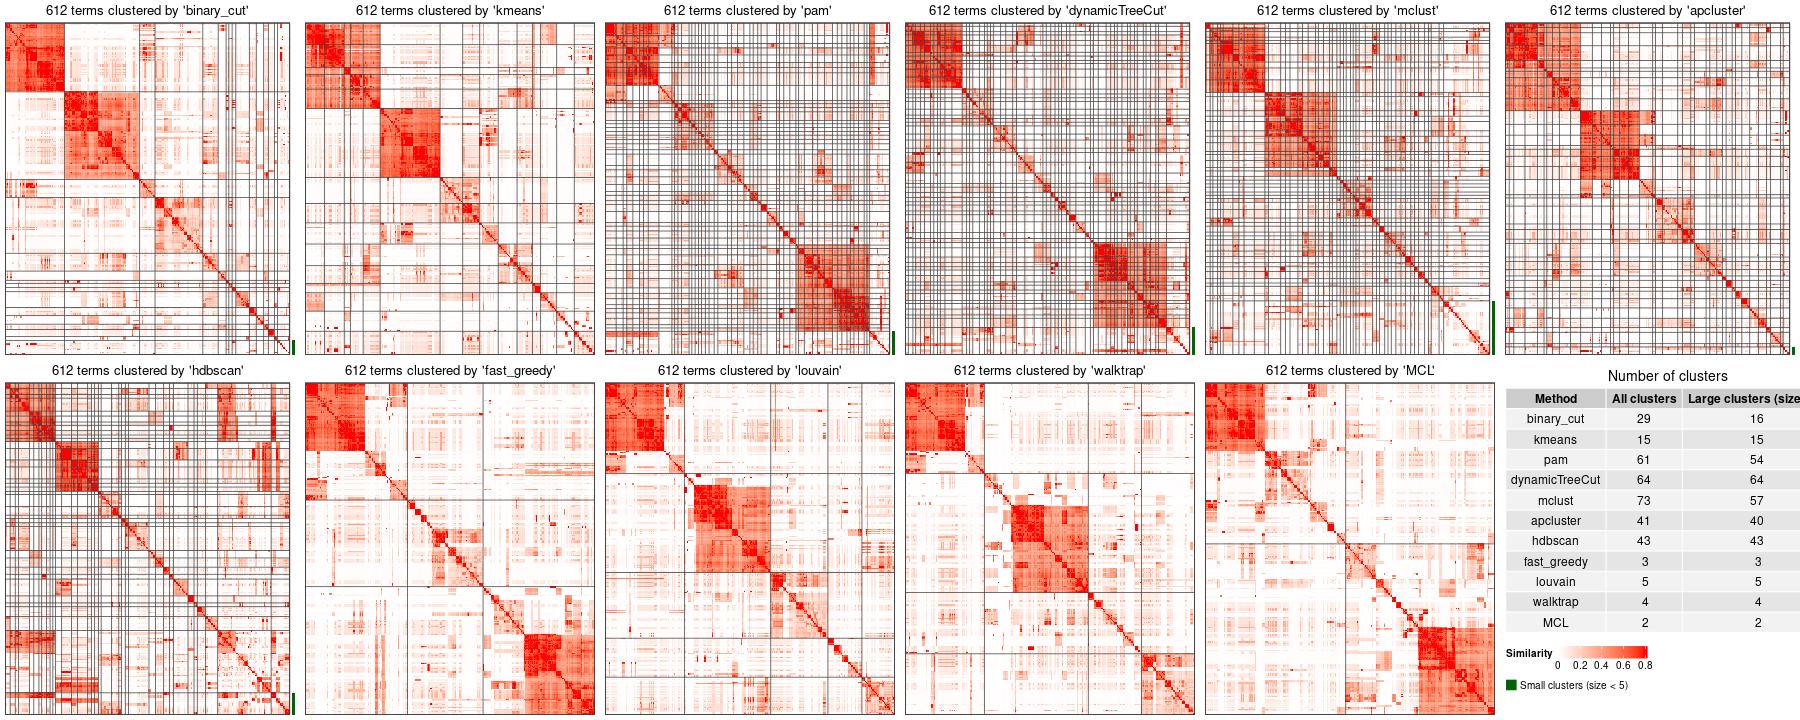 612 terms clustered by 'binary_cut'
612 terms clustered by 'kmeans'
612 terms clustered by 'pam'
612 terms clustered by 'dynamicTreeCut'
612 terms clustered by 'mclust'
612 terms clustered by 'apcluster'
612 terms clustered by 'hdbscan'
612 terms clustered by 'fast_greedy'
612 terms clustered by 'louvain'
612 terms clustered by 'walktrap'
612 terms clustered by 'MCL'
Number of clusters
Method All clusters Large clusters (size
binary_cut 29 16
kmeans 15 15
pam 61 54
dynamicTreeCut 64 64
mclust 73 57
apcluster 41 40
hdbscan 43 43
fast_greedy 3 3
louvain 5 5
walktrap 4 4
MCL 2 2
Similarity
0 0.2 0.4 0.6 0.8
Small clusters (size < 5)